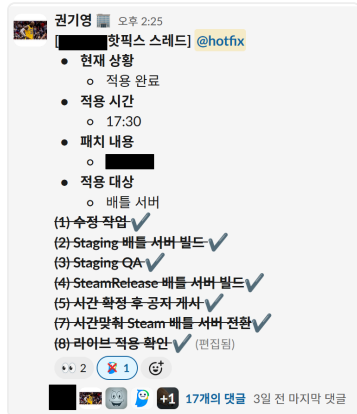 권기영 오후 2:25
[핫픽스 스레드] @hotfix
• 현재 상황
◦ 적용 완료
• 적용 시간
◦ 17:30
• 패치 내용
• 적용 대상
◦ 배틀 서버
(1) 수정 작업 ✔
(2) Staging 배틀 서버 빌드 ✔
(3) Staging QA ✔
(4) SteamRelease 배틀 서버 빌드 ✔
(5) 시간 확정 후 공지 게시 ✔
(7) 시간맞춰 Steam 배틀 서버 전환 ✔
(8) 라이브 적용 확인 ✔ (편집됨)
2 1
+1 17개의 댓글 3일 전 마지막 댓글